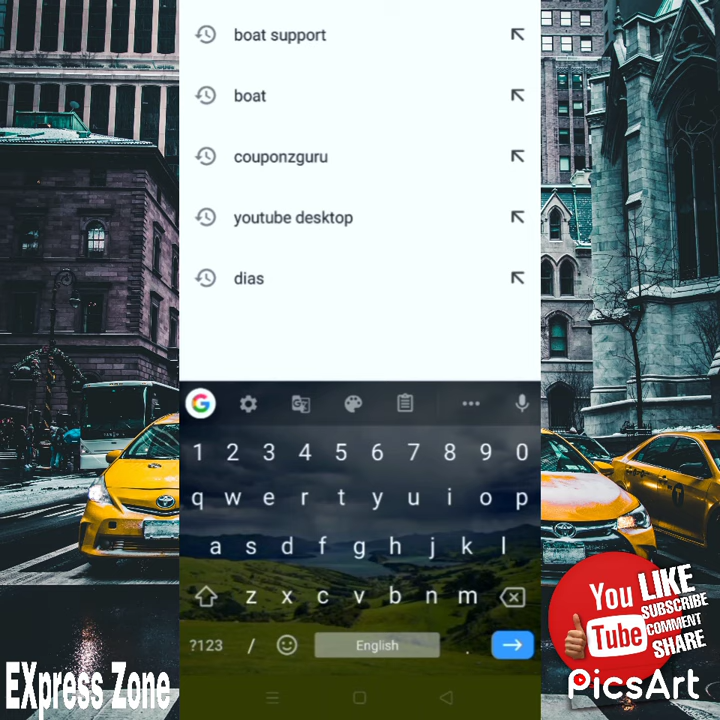 boat support
boat
couponzguru
youtube desktop
dias
1 2 3 4 5 6 7 8 9 0
q w e r t y u i o p
a s d f g h j k l
z x c v b n m
?123 / English .
You Tube
LIKE
SUBSCRIBE
COMMENT
SHARE
EXpress Zone
PicsArt